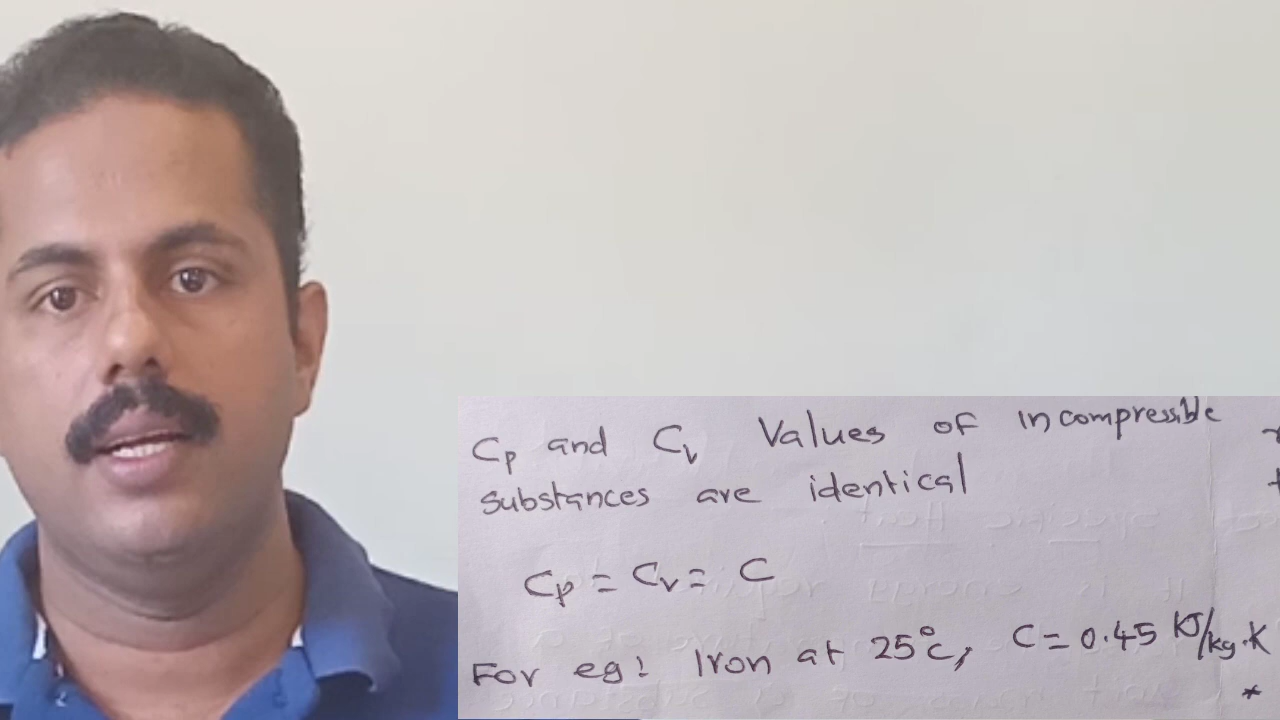 Cp and Cv Values of incompressible
substances are identical
Cp = Cv = C
For eg: Iron at 25°C, C = 0.45 KJ/kg.K
*